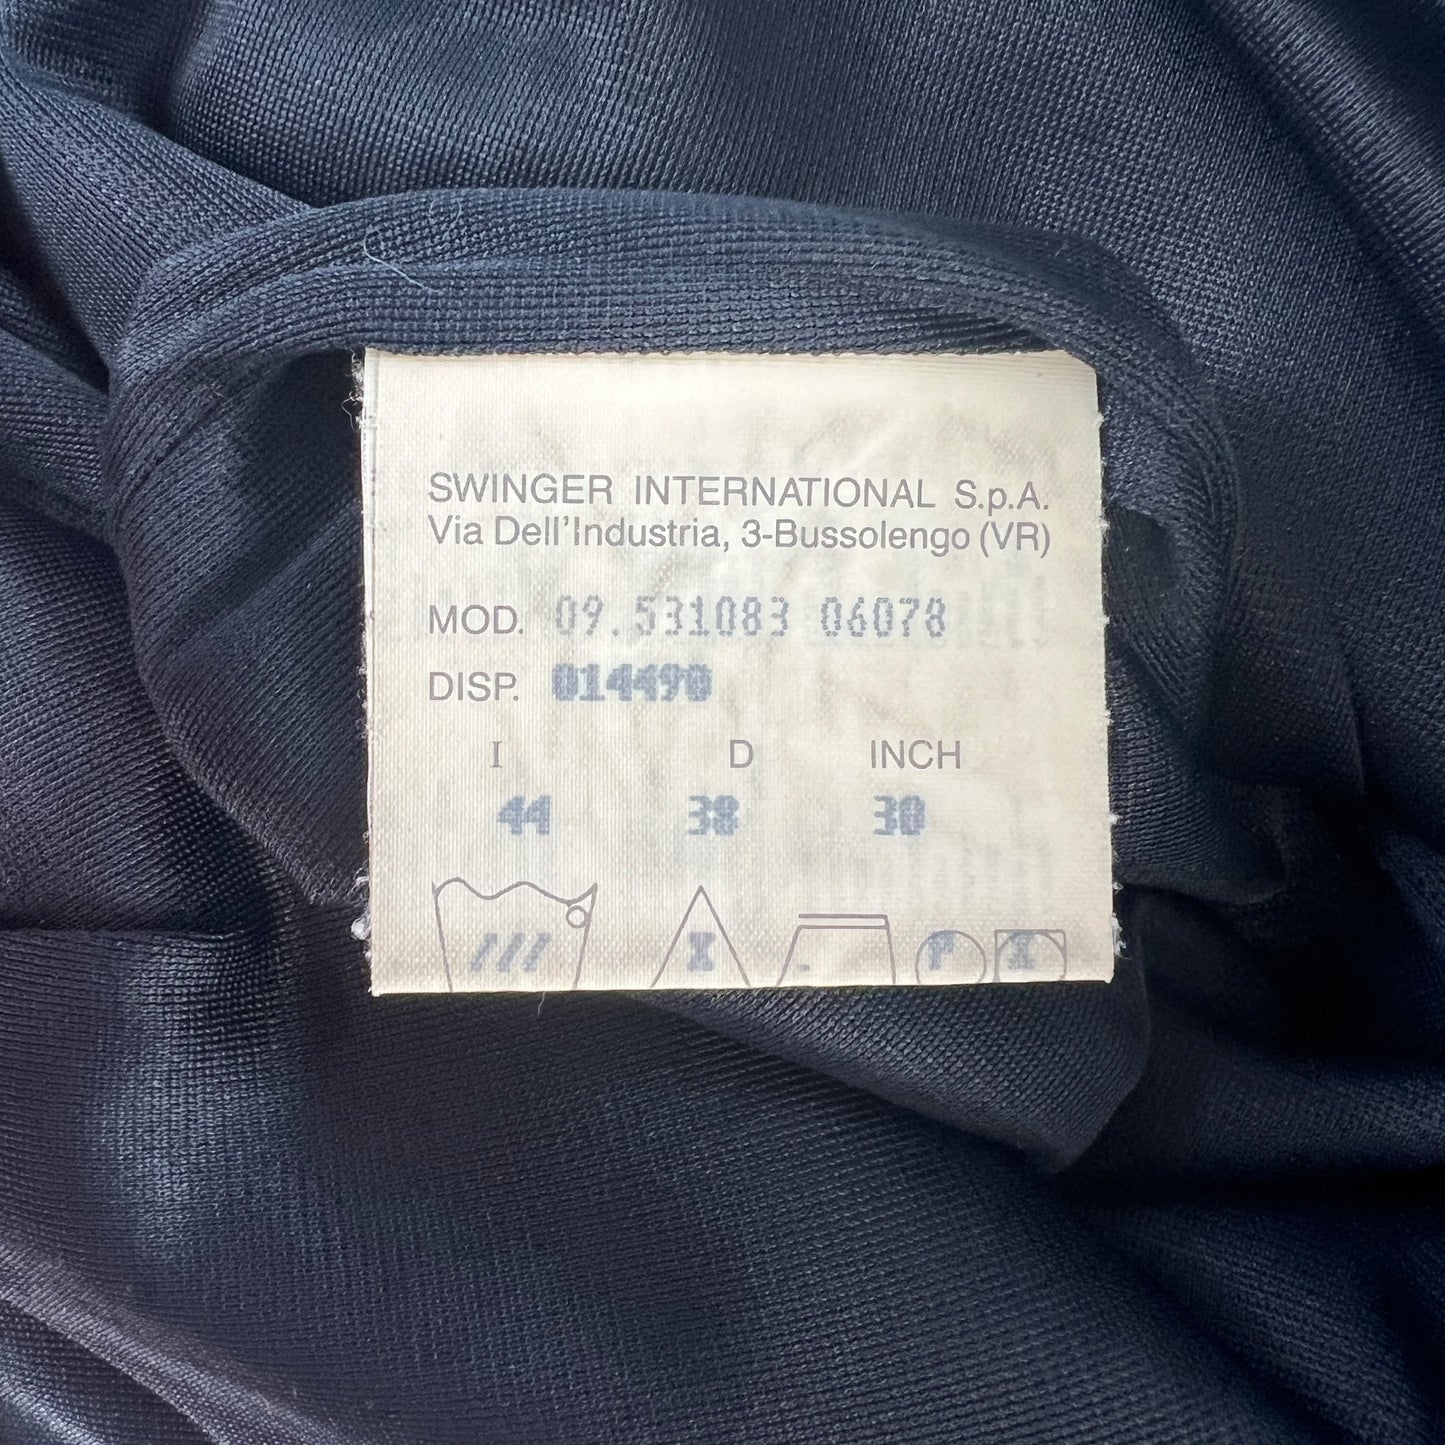 SWINGER INTERNATIONAL S.p.A.
Via Dell'Industria, 3-Bussolengo (VR)
MOD. 09.531083 06078
DISP. 014490
I D INCH
44 38 30
/// X . P X